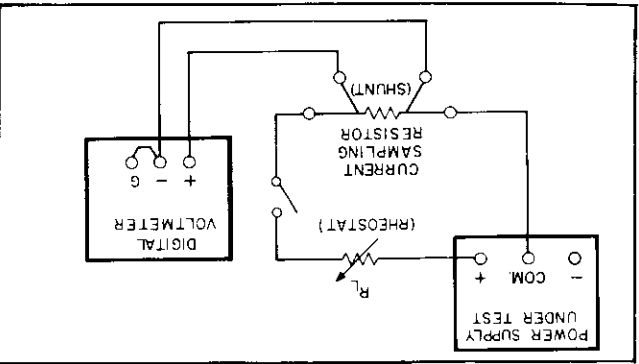 POWER SUPPLY
UNDER TEST
− COM. +
RL
(RHEOSTAT)
DIGITAL
VOLTMETER
+ − G
CURRENT
SAMPLING
RESISTOR
(SHUNT)